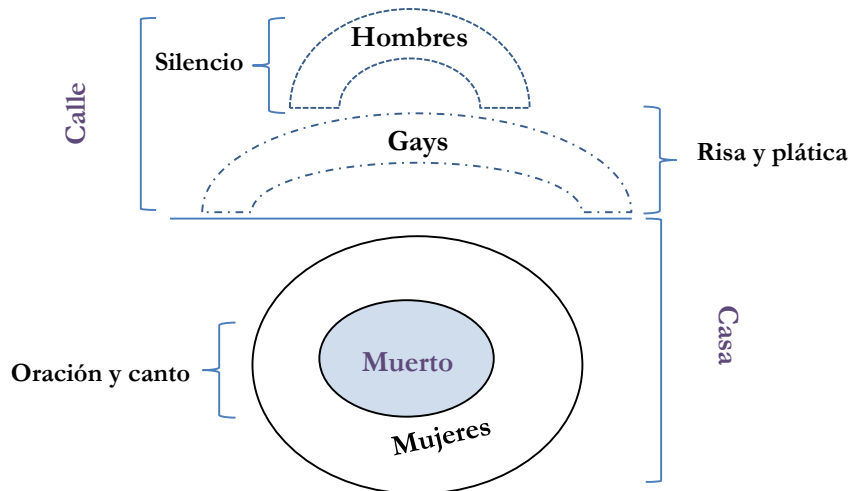 Hombres
Silencio
Calle
Gays
Risa y plática
Casa
Muerto
Oración y canto
Mujeres